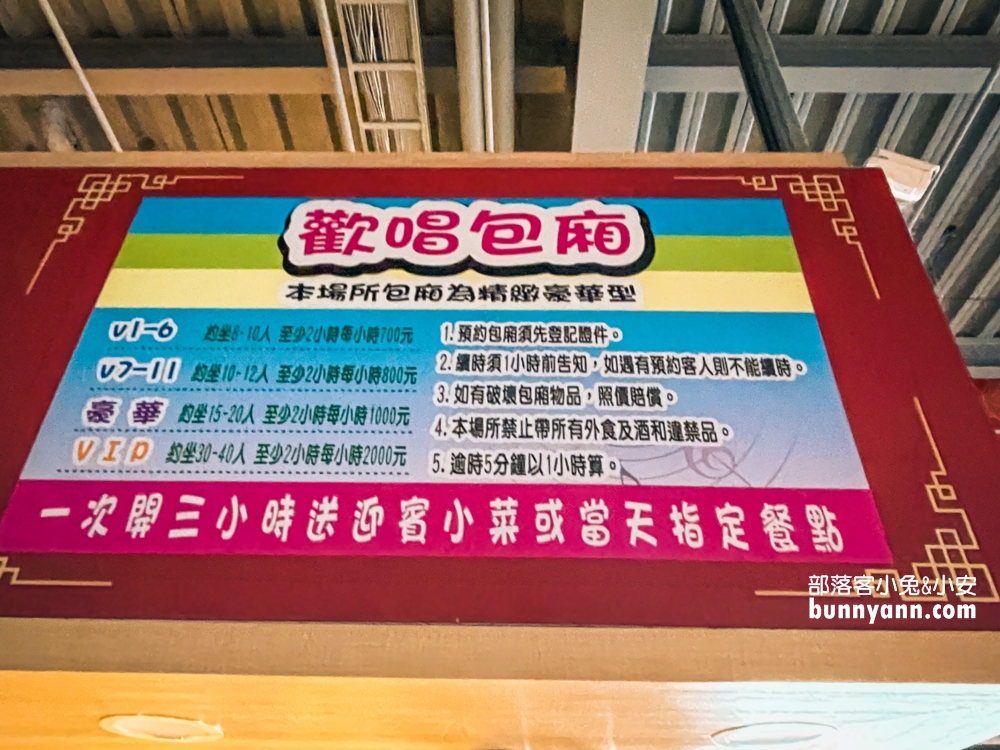 歡唱包廂
本場所包廂為精緻豪華型
v1-6 約坐8-10人 至少2小時每小時700元
v7-11 約坐10-12人 至少2小時每小時800元
豪華 約坐15-20人 至少2小時每小時1000元
VIP 約坐30-40人 至少2小時每小時2000元
1. 預約包廂須先登記證件。
2. 續時須1小時前告知，如遇有預約客人則不能續時。
3. 如有破壞包廂物品，照價賠償。
4. 本場所禁止帶所有外食及酒和違禁品。
5. 逾時5分鐘以1小時算。
一次開三小時送迎賓小菜或當天指定餐點
部落客小兔&小安
bunnyann.com